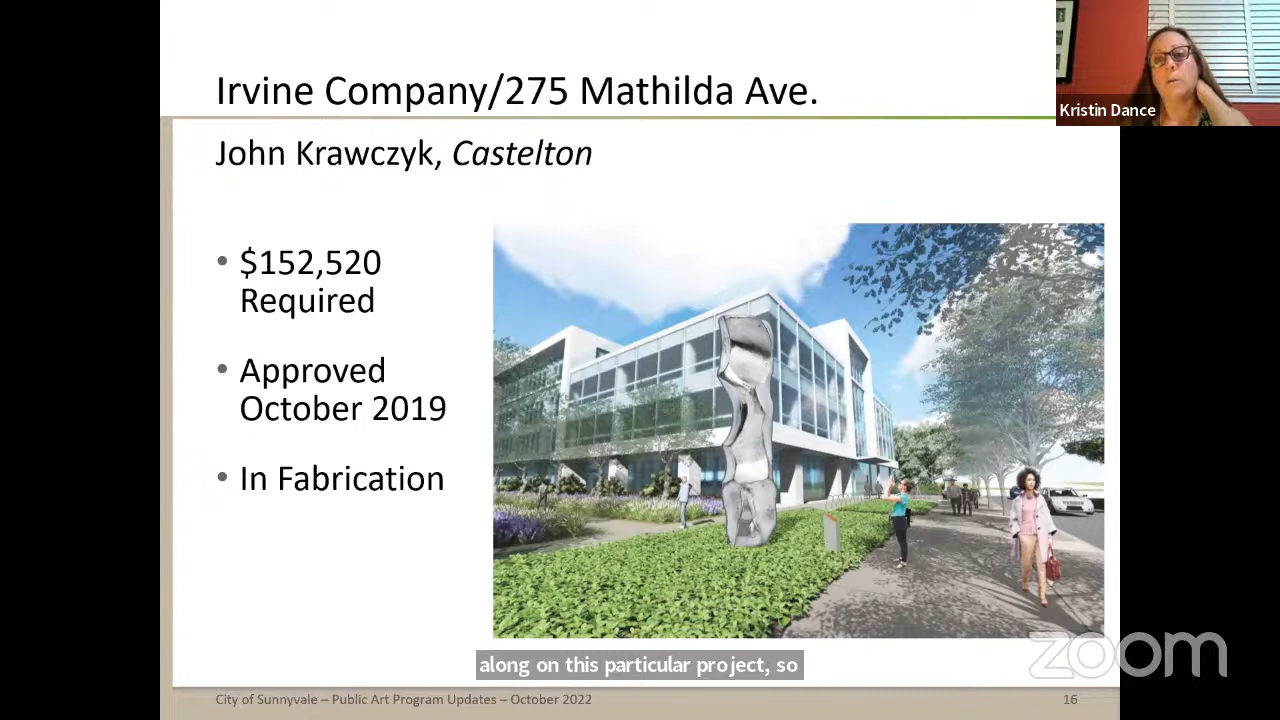 Irvine Company/275 Mathilda Ave.
Kristin Dance
John Krawczyk, Castelton
• $152,520
Required
• Approved
October 2019
• In Fabrication
along on this particular project, so
zoom
City of Sunnyvale – Public Art Program Updates – October 2022
16